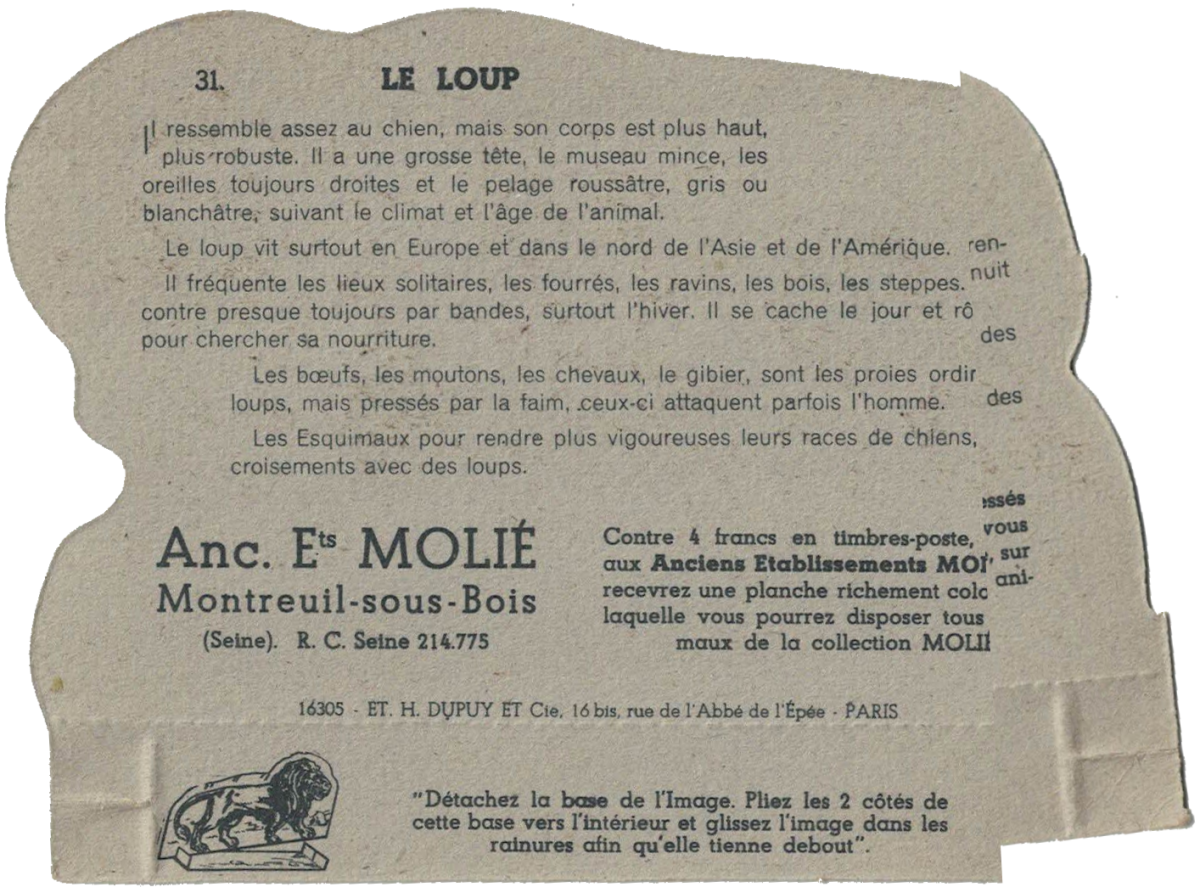 31. LE LOUP
Il ressemble assez au chien, mais son corps est plus haut,
plus robuste. Il a une grosse tête, le museau mince, les
oreilles toujours droites et le pelage roussâtre, gris ou
blanchâtre, suivant le climat et l'âge de l'animal.
Le loup vit surtout en Europe et dans le nord de l'Asie et de l'Amérique. ren-
Il fréquente les lieux solitaires, les fourrés, les ravins, les bois, les steppes. nuit
contre presque toujours par bandes, surtout l'hiver. Il se cache le jour et rô
pour chercher sa nourriture. des
Les bœufs, les moutons, les chevaux, le gibier, sont les proies ordi
loups, mais pressés par la faim, ceux-ci attaquent parfois l'homme. des
Les Esquimaux pour rendre plus vigoureuses leurs races de chiens,
croisements avec des loups.
Anc. Ets MOLIÉ
Montreuil-sous-Bois
(Seine). R. C. Seine 214.775
ssés
Contre 4 francs en timbres-poste, vous
aux Anciens Etablissements MO sur
recevrez une planche richement colo ani-
laquelle vous pourrez disposer tous
maux de la collection MOLI
16305 - ET. H. DUPUY ET Cie, 16 bis, rue de l'Abbé de l'Épée - PARIS
"Détachez la base de l'Image. Pliez les 2 côtés de
cette base vers l'intérieur et glissez l'image dans les
rainures afin qu'elle tienne debout".